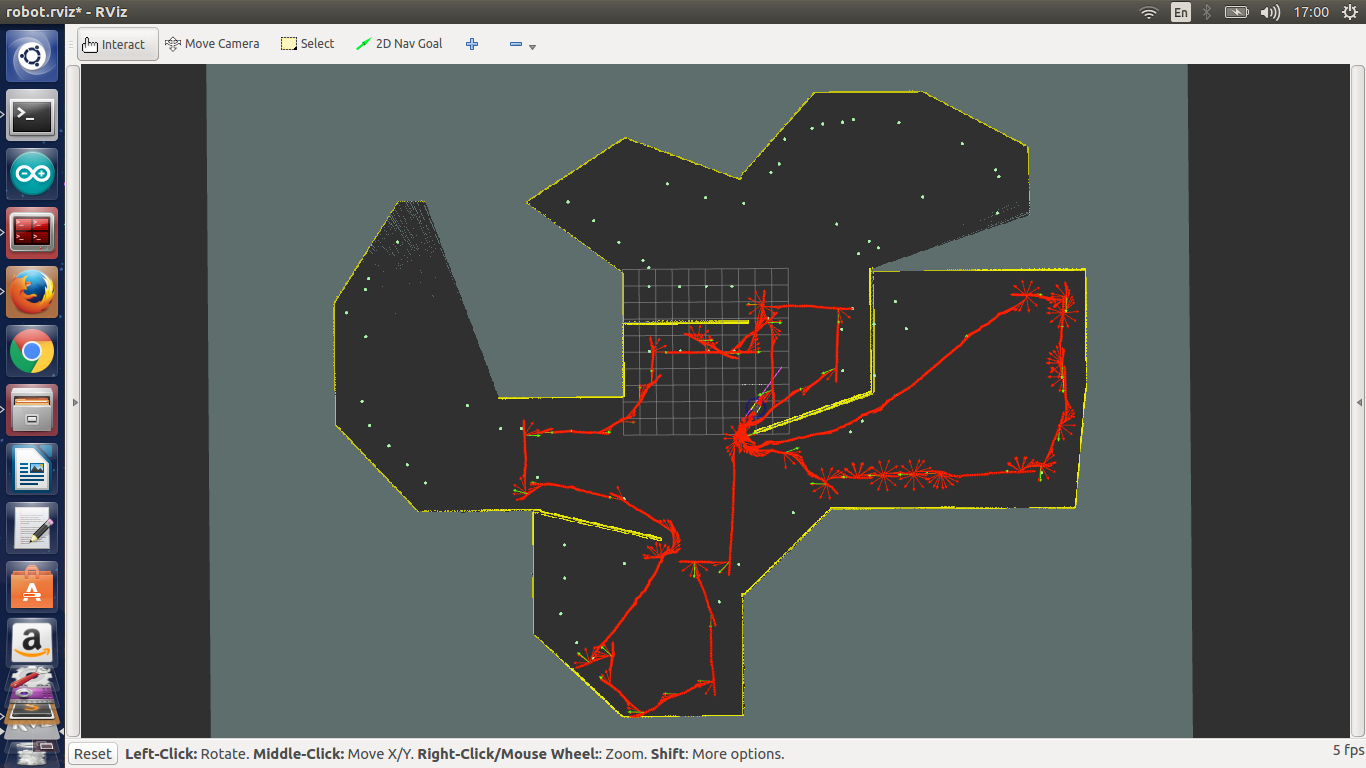 robot.rviz* - RViz
En
17:00
Interact
Move Camera
Select
2D Nav Goal
Reset
Left-Click: Rotate. Middle-Click: Move X/Y. Right-Click/Mouse Wheel:: Zoom. Shift: More options.
5 fps